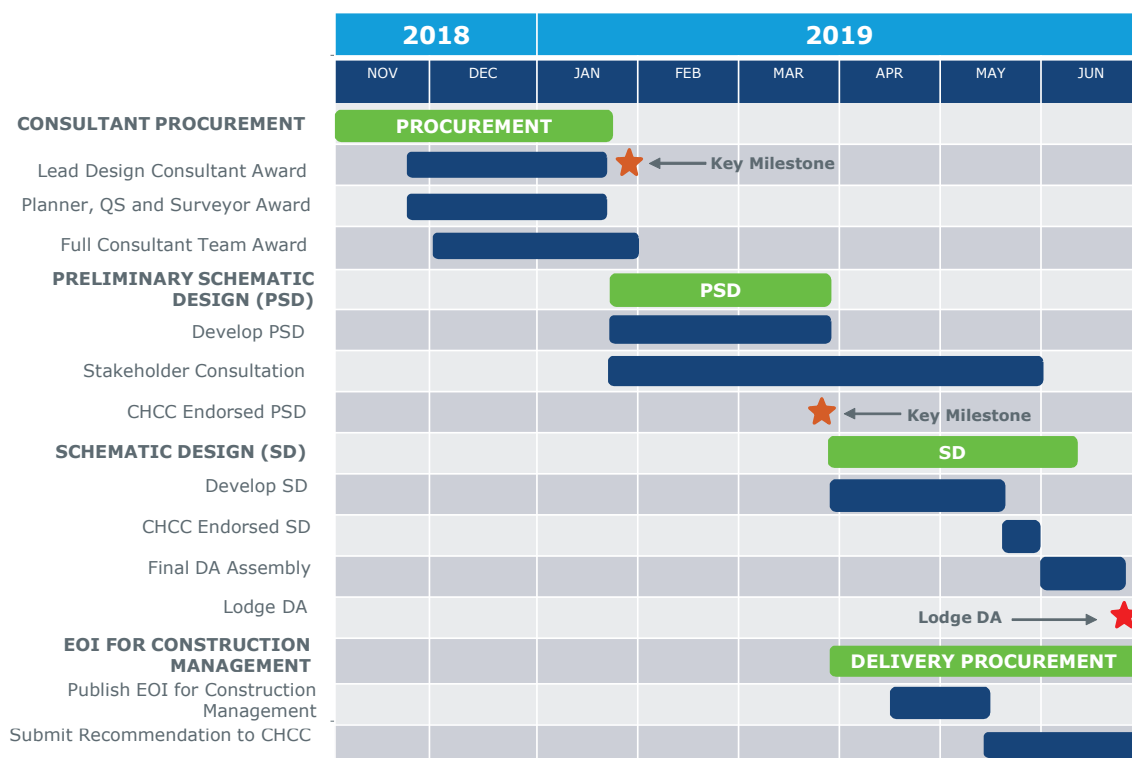 2018 2019
NOV DEC JAN FEB MAR APR MAY JUN
CONSULTANT PROCUREMENT
PROCUREMENT
Lead Design Consultant Award
Key Milestone
Planner, QS and Surveyor Award
Full Consultant Team Award
PRELIMINARY SCHEMATIC
DESIGN (PSD)
PSD
Develop PSD
Stakeholder Consultation
CHCC Endorsed PSD
Key Milestone
SCHEMATIC DESIGN (SD)
SD
Develop SD
CHCC Endorsed SD
Final DA Assembly
Lodge DA
Lodge DA
EOI FOR CONSTRUCTION
MANAGEMENT
DELIVERY PROCUREMENT
Publish EOI for Construction
Management
Submit Recommendation to CHCC